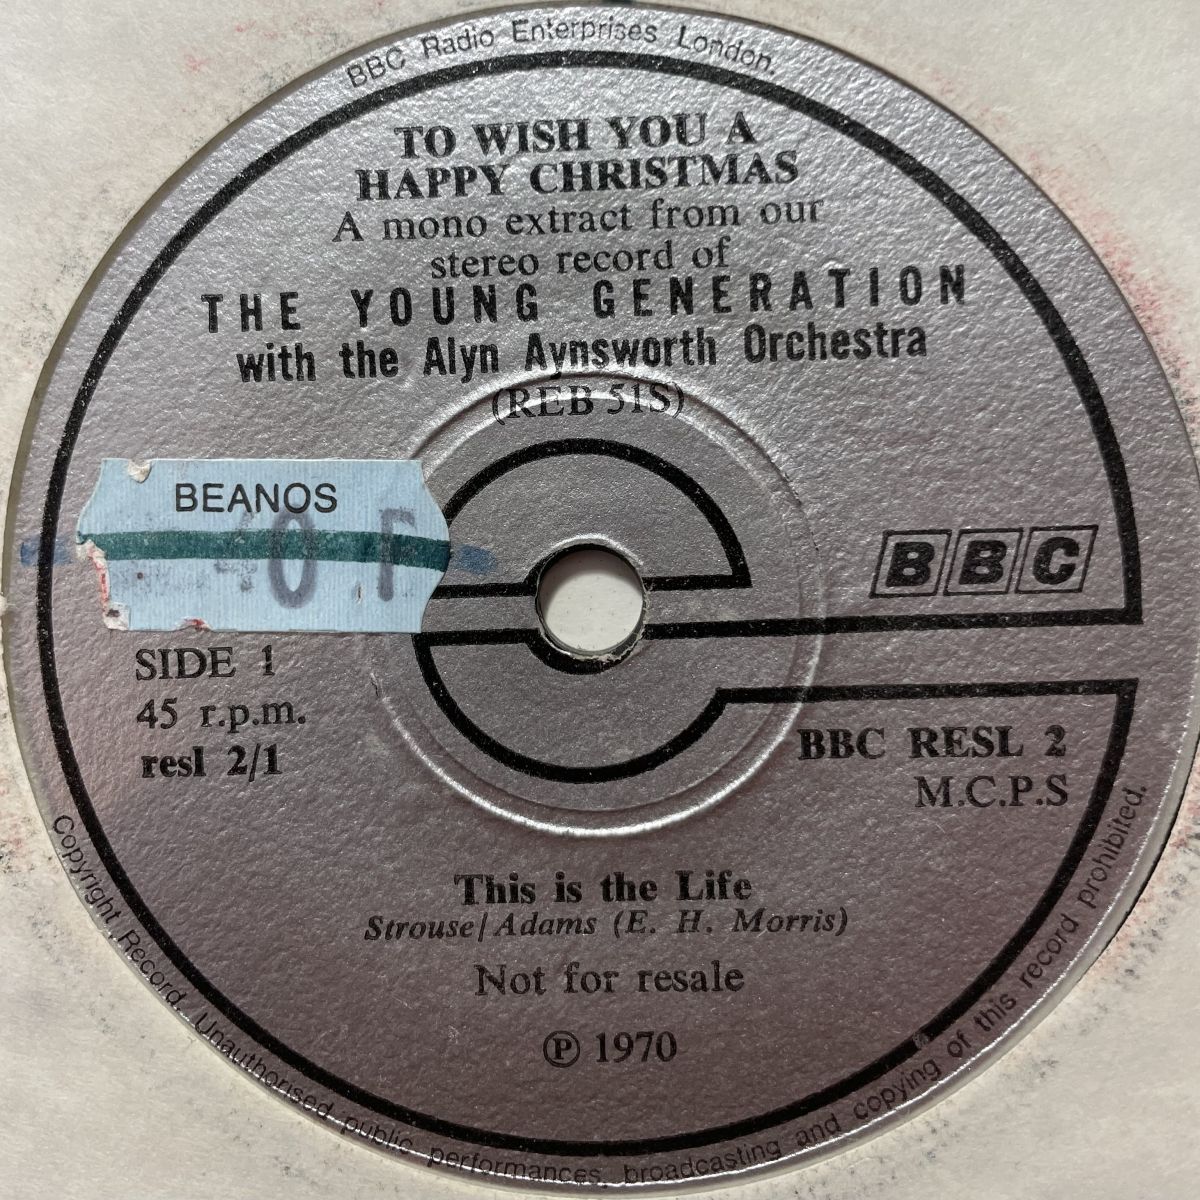 BBC Radio Enterprises London.
TO WISH YOU A
HAPPY CHRISTMAS
A mono extract from our
stereo record of
THE YOUNG GENERATION
with the Alyn Aynsworth Orchestra
(REB 51S)
BEANOS
BBC
SIDE 1
45 r.p.m.
resl 2/1
BBC RESL 2
M.C.P.S
This is the Life
Strouse/Adams (E. H. Morris)
Not for resale
℗ 1970
Copyright Record. Unauthorised public performances, broadcasting and copying of this record prohibited.